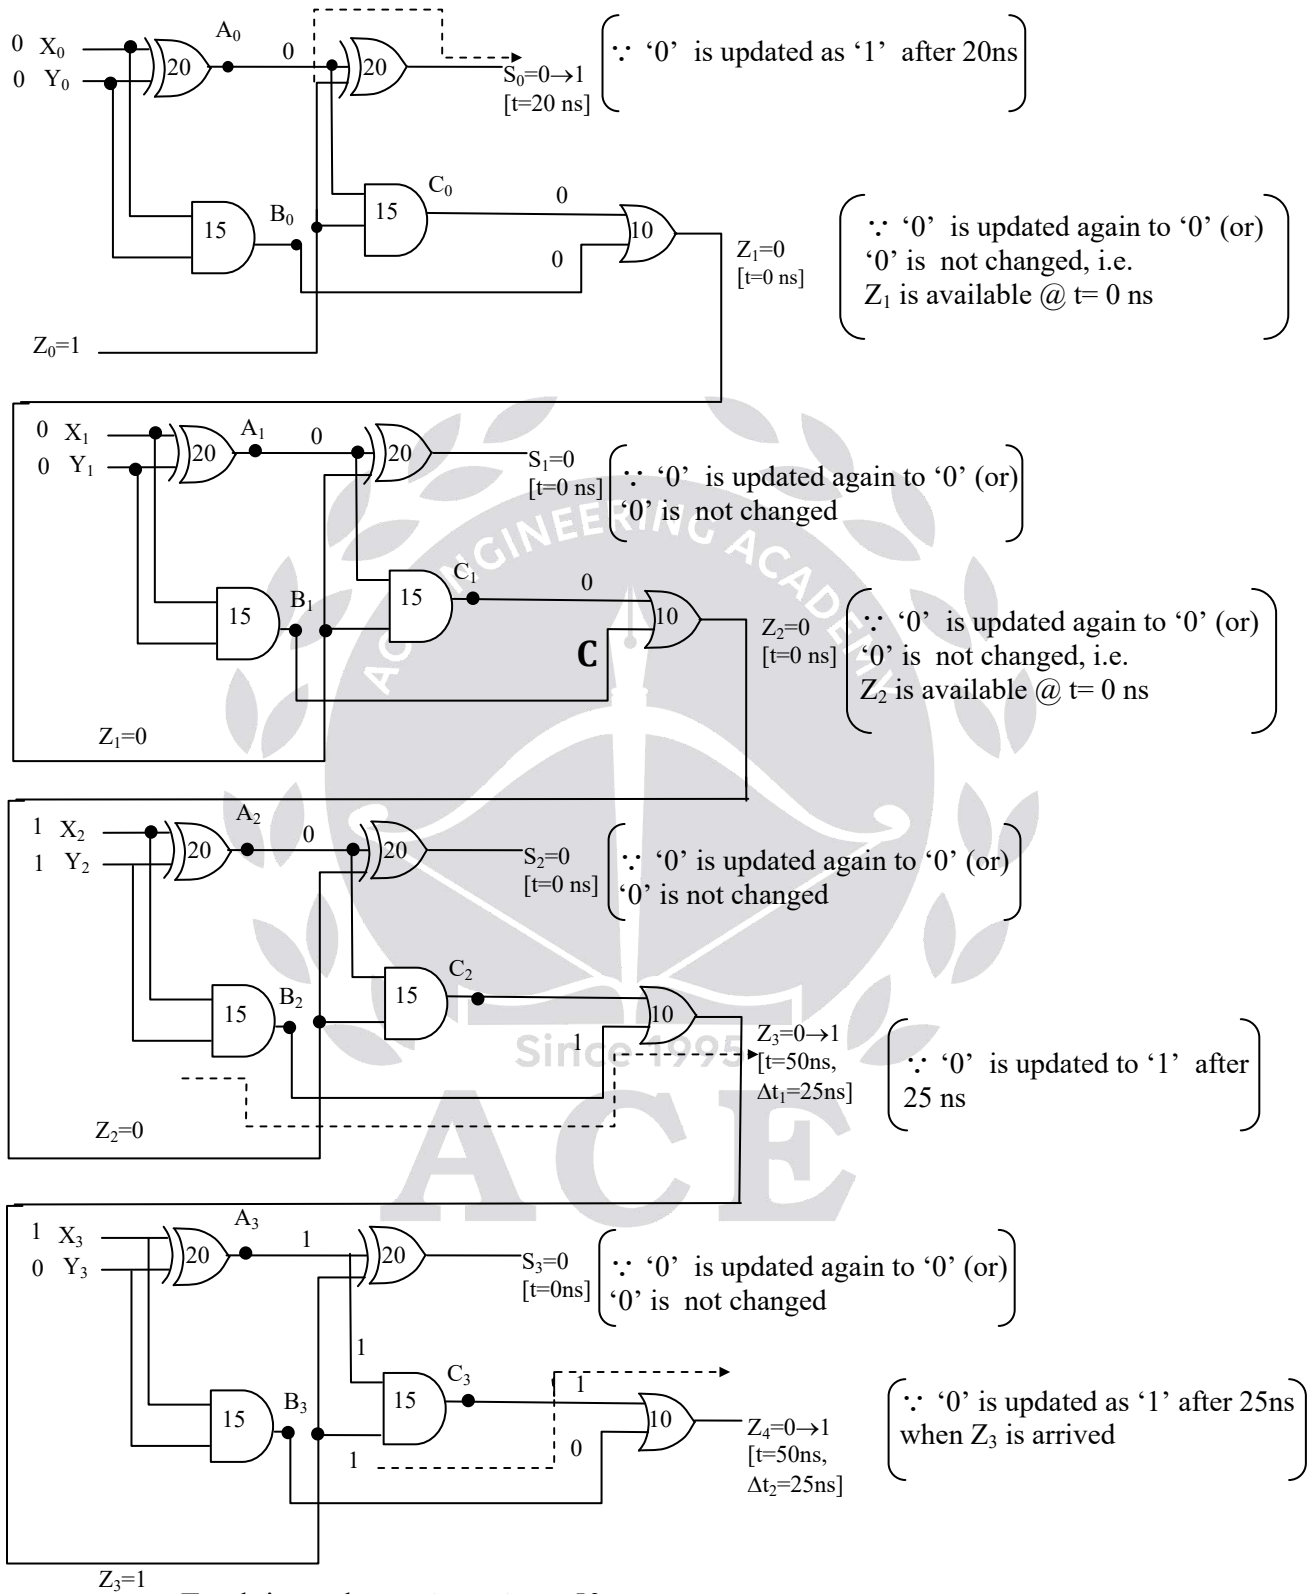 0 X₀ A₀ 0
20 20
0 Y₀
S₀=0→1
[t=20 ns]
∵ ‘0’ is updated as ‘1’ after 20ns
15 B₀ 15 C₀ 0
0 10
Z₁=0
[t=0 ns]
∵ ‘0’ is updated again to ‘0’ (or)
‘0’ is not changed, i.e.
Z₁ is available @ t= 0 ns
Z₀=1
0 X₁ A₁ 0
20 20
0 Y₁
S₁=0
[t=0 ns]
∵ ‘0’ is updated again to ‘0’ (or)
‘0’ is not changed
ACE ENGINEERING ACADEMY
15 B₁ 15 C₁ 0
C 10
Z₂=0
[t=0 ns]
∵ ‘0’ is updated again to ‘0’ (or)
‘0’ is not changed, i.e.
Z₂ is available @ t= 0 ns
Z₁=0
1 X₂ A₂ 0
20 20
1 Y₂
S₂=0
[t=0 ns]
∵ ‘0’ is updated again to ‘0’ (or)
‘0’ is not changed
15 B₂ 15 C₂
1 10
Since 1995
Z₃=0→1
[t=50ns,
Δt₁=25ns]
∵ ‘0’ is updated to ‘1’ after
25 ns
ACE
Z₂=0
1 X₃ A₃ 1
20 20
0 Y₃
S₃=0
[t=0ns]
∵ ‘0’ is updated again to ‘0’ (or)
‘0’ is not changed
1
15 B₃ 15 C₃ 1
1 0 10
Z₄=0→1
[t=50ns,
Δt₂=25ns]
∵ ‘0’ is updated as ‘1’ after 25ns
when Z₃ is arrived
Z₃=1